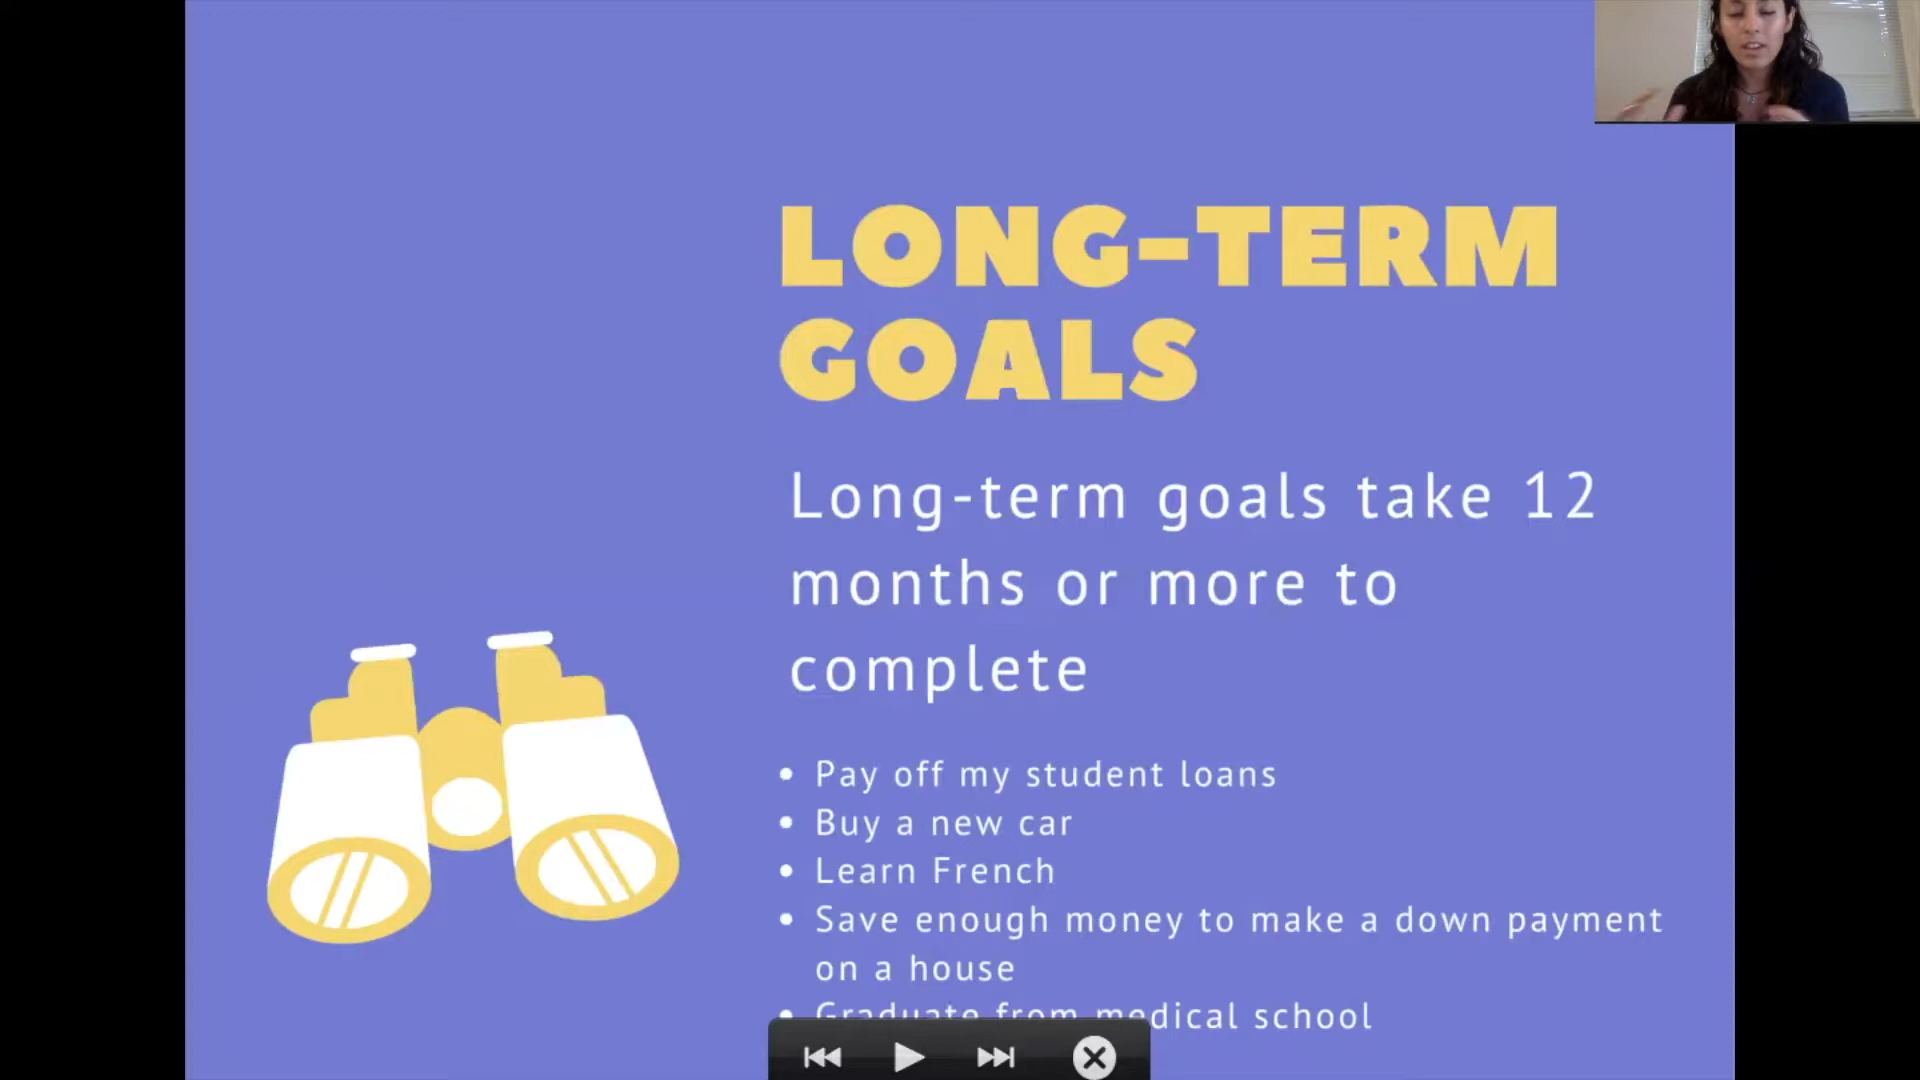 LONG-TERM
GOALS
Long-term goals take 12
months or more to
complete
• Pay off my student loans
• Buy a new car
• Learn French
• Save enough money to make a down payment
on a house
• Graduate from medical school